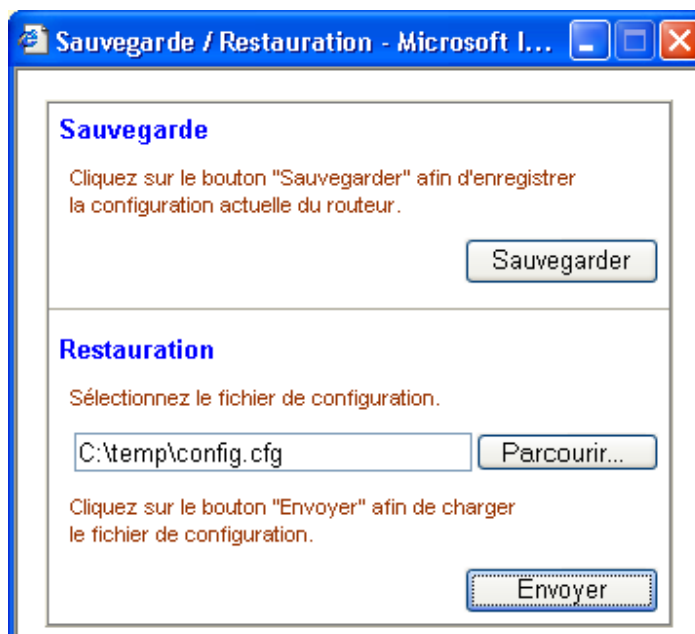 Sauvegarde / Restauration - Microsoft I...
Sauvegarde
Cliquez sur le bouton "Sauvegarder" afin d'enregistrer
la configuration actuelle du routeur.
Sauvegarder
Restauration
Sélectionnez le fichier de configuration.
C:\temp\config.cfg
Parcourir...
Cliquez sur le bouton "Envoyer" afin de charger
le fichier de configuration.
Envoyer